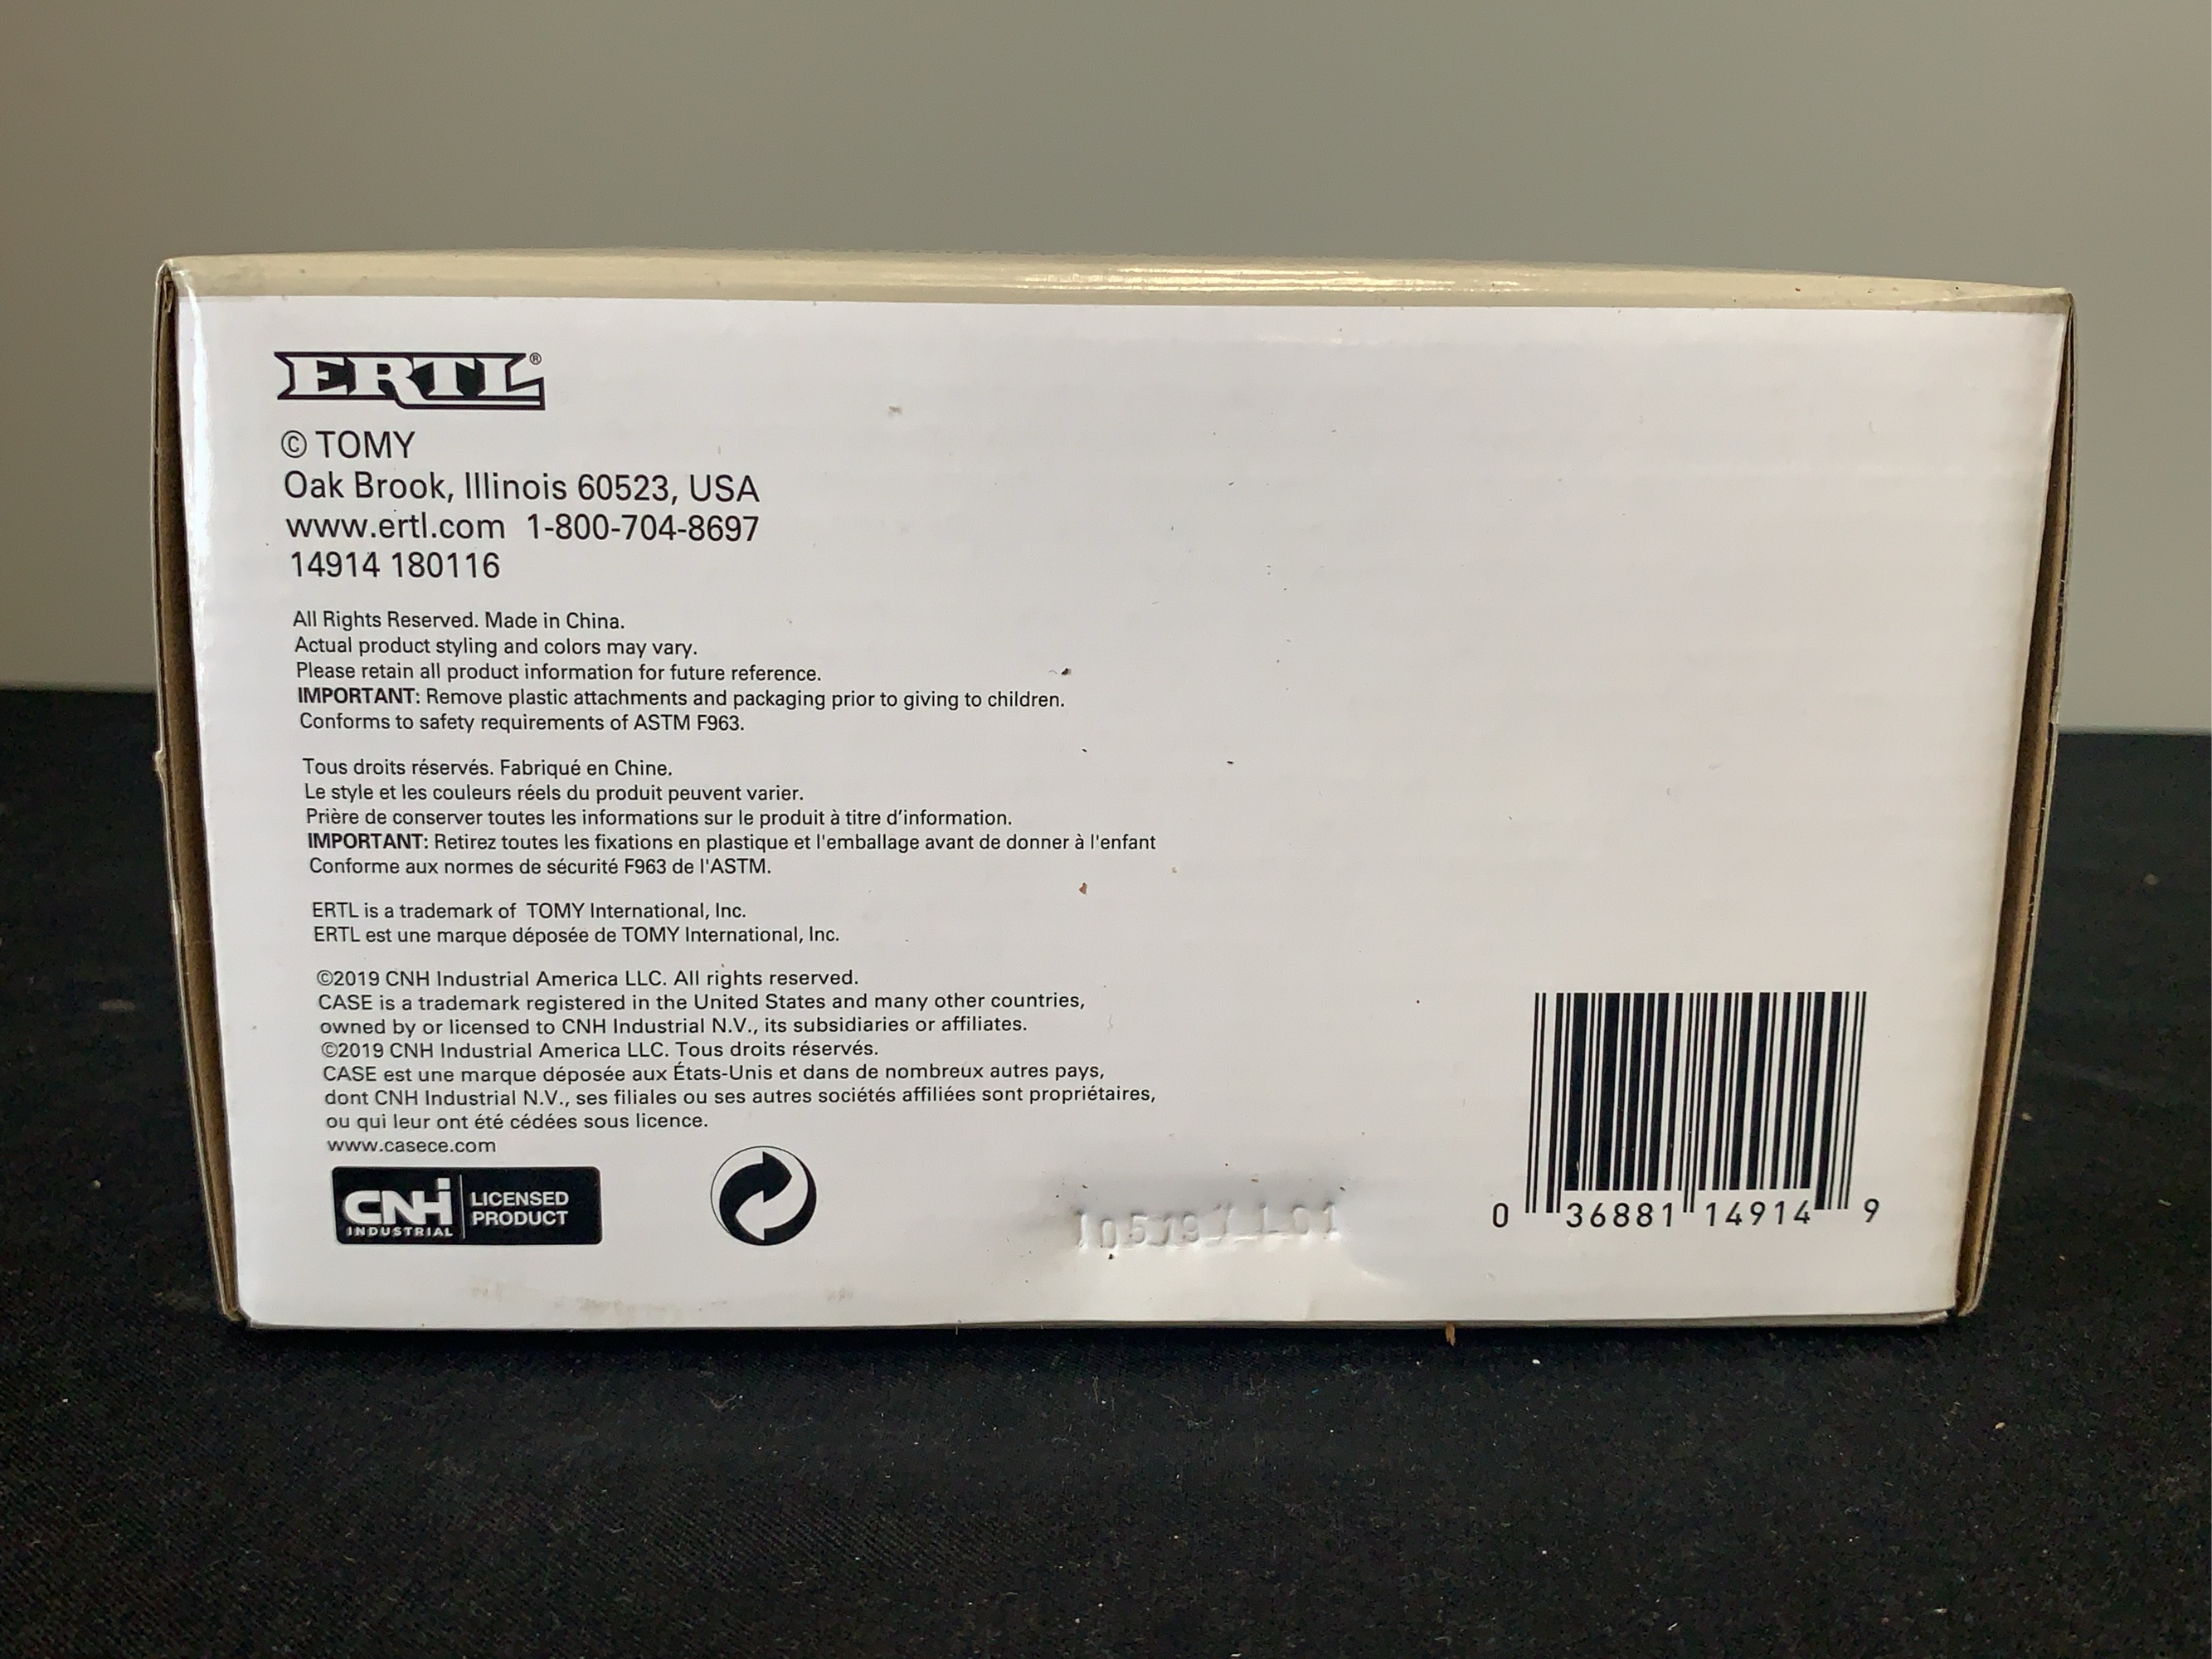 ERTL®
© TOMY
Oak Brook, Illinois 60523, USA
www.ertl.com 1-800-704-8697
14914 180116
All Rights Reserved. Made in China.
Actual product styling and colors may vary.
Please retain all product information for future reference.
IMPORTANT: Remove plastic attachments and packaging prior to giving to children.
Conforms to safety requirements of ASTM F963.
Tous droits réservés. Fabriqué en Chine.
Le style et les couleurs réels du produit peuvent varier.
Prière de conserver toutes les informations sur le produit à titre d’information.
IMPORTANT: Retirez toutes les fixations en plastique et l'emballage avant de donner à l'enfant
Conforme aux normes de sécurité F963 de l'ASTM.
ERTL is a trademark of TOMY International, Inc.
ERTL est une marque déposée de TOMY International, Inc.
©2019 CNH Industrial America LLC. All rights reserved.
CASE is a trademark registered in the United States and many other countries,
owned by or licensed to CNH Industrial N.V., its subsidiaries or affiliates.
©2019 CNH Industrial America LLC. Tous droits réservés.
CASE est une marque déposée aux États-Unis et dans de nombreux autres pays,
dont CNH Industrial N.V., ses filiales ou ses autres sociétés affiliées sont propriétaires,
ou qui leur ont été cédées sous licence.
www.casece.com
CNH INDUSTRIAL
LICENSED
PRODUCT
0 36881 14914 9